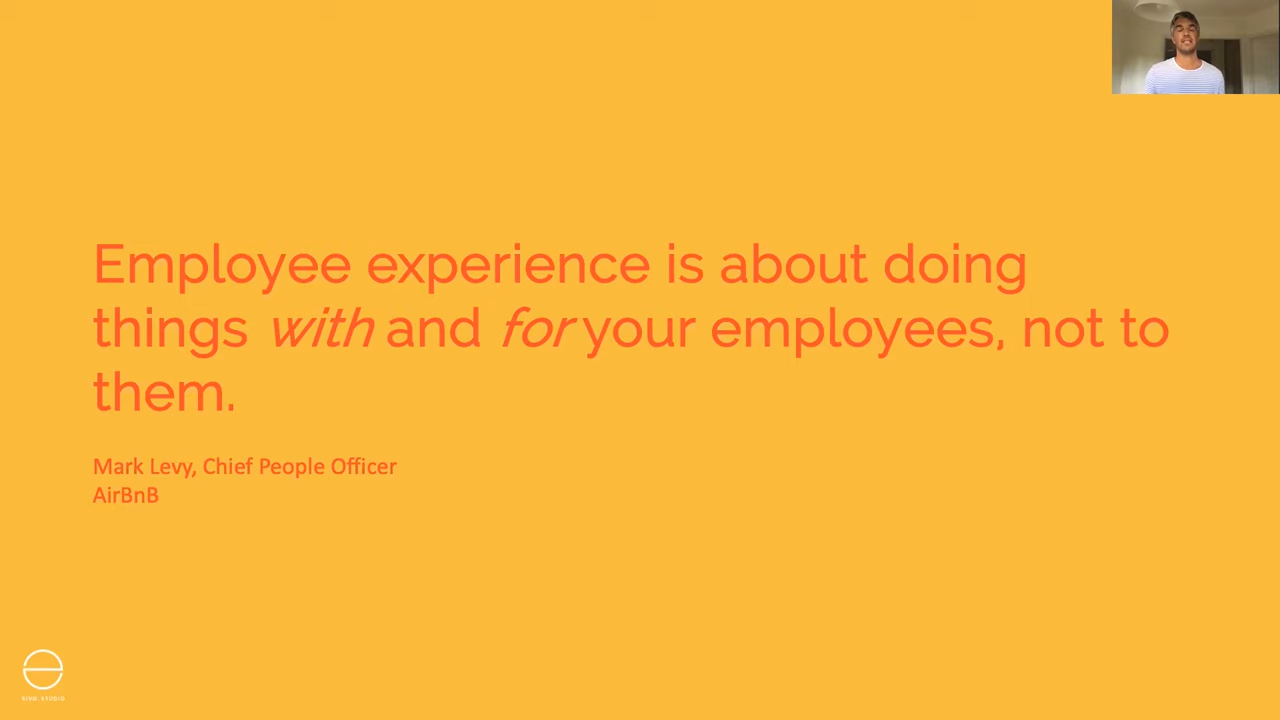 Employee experience is about doing
things with and for your employees, not to
them.
Mark Levy, Chief People Officer
AirBnB